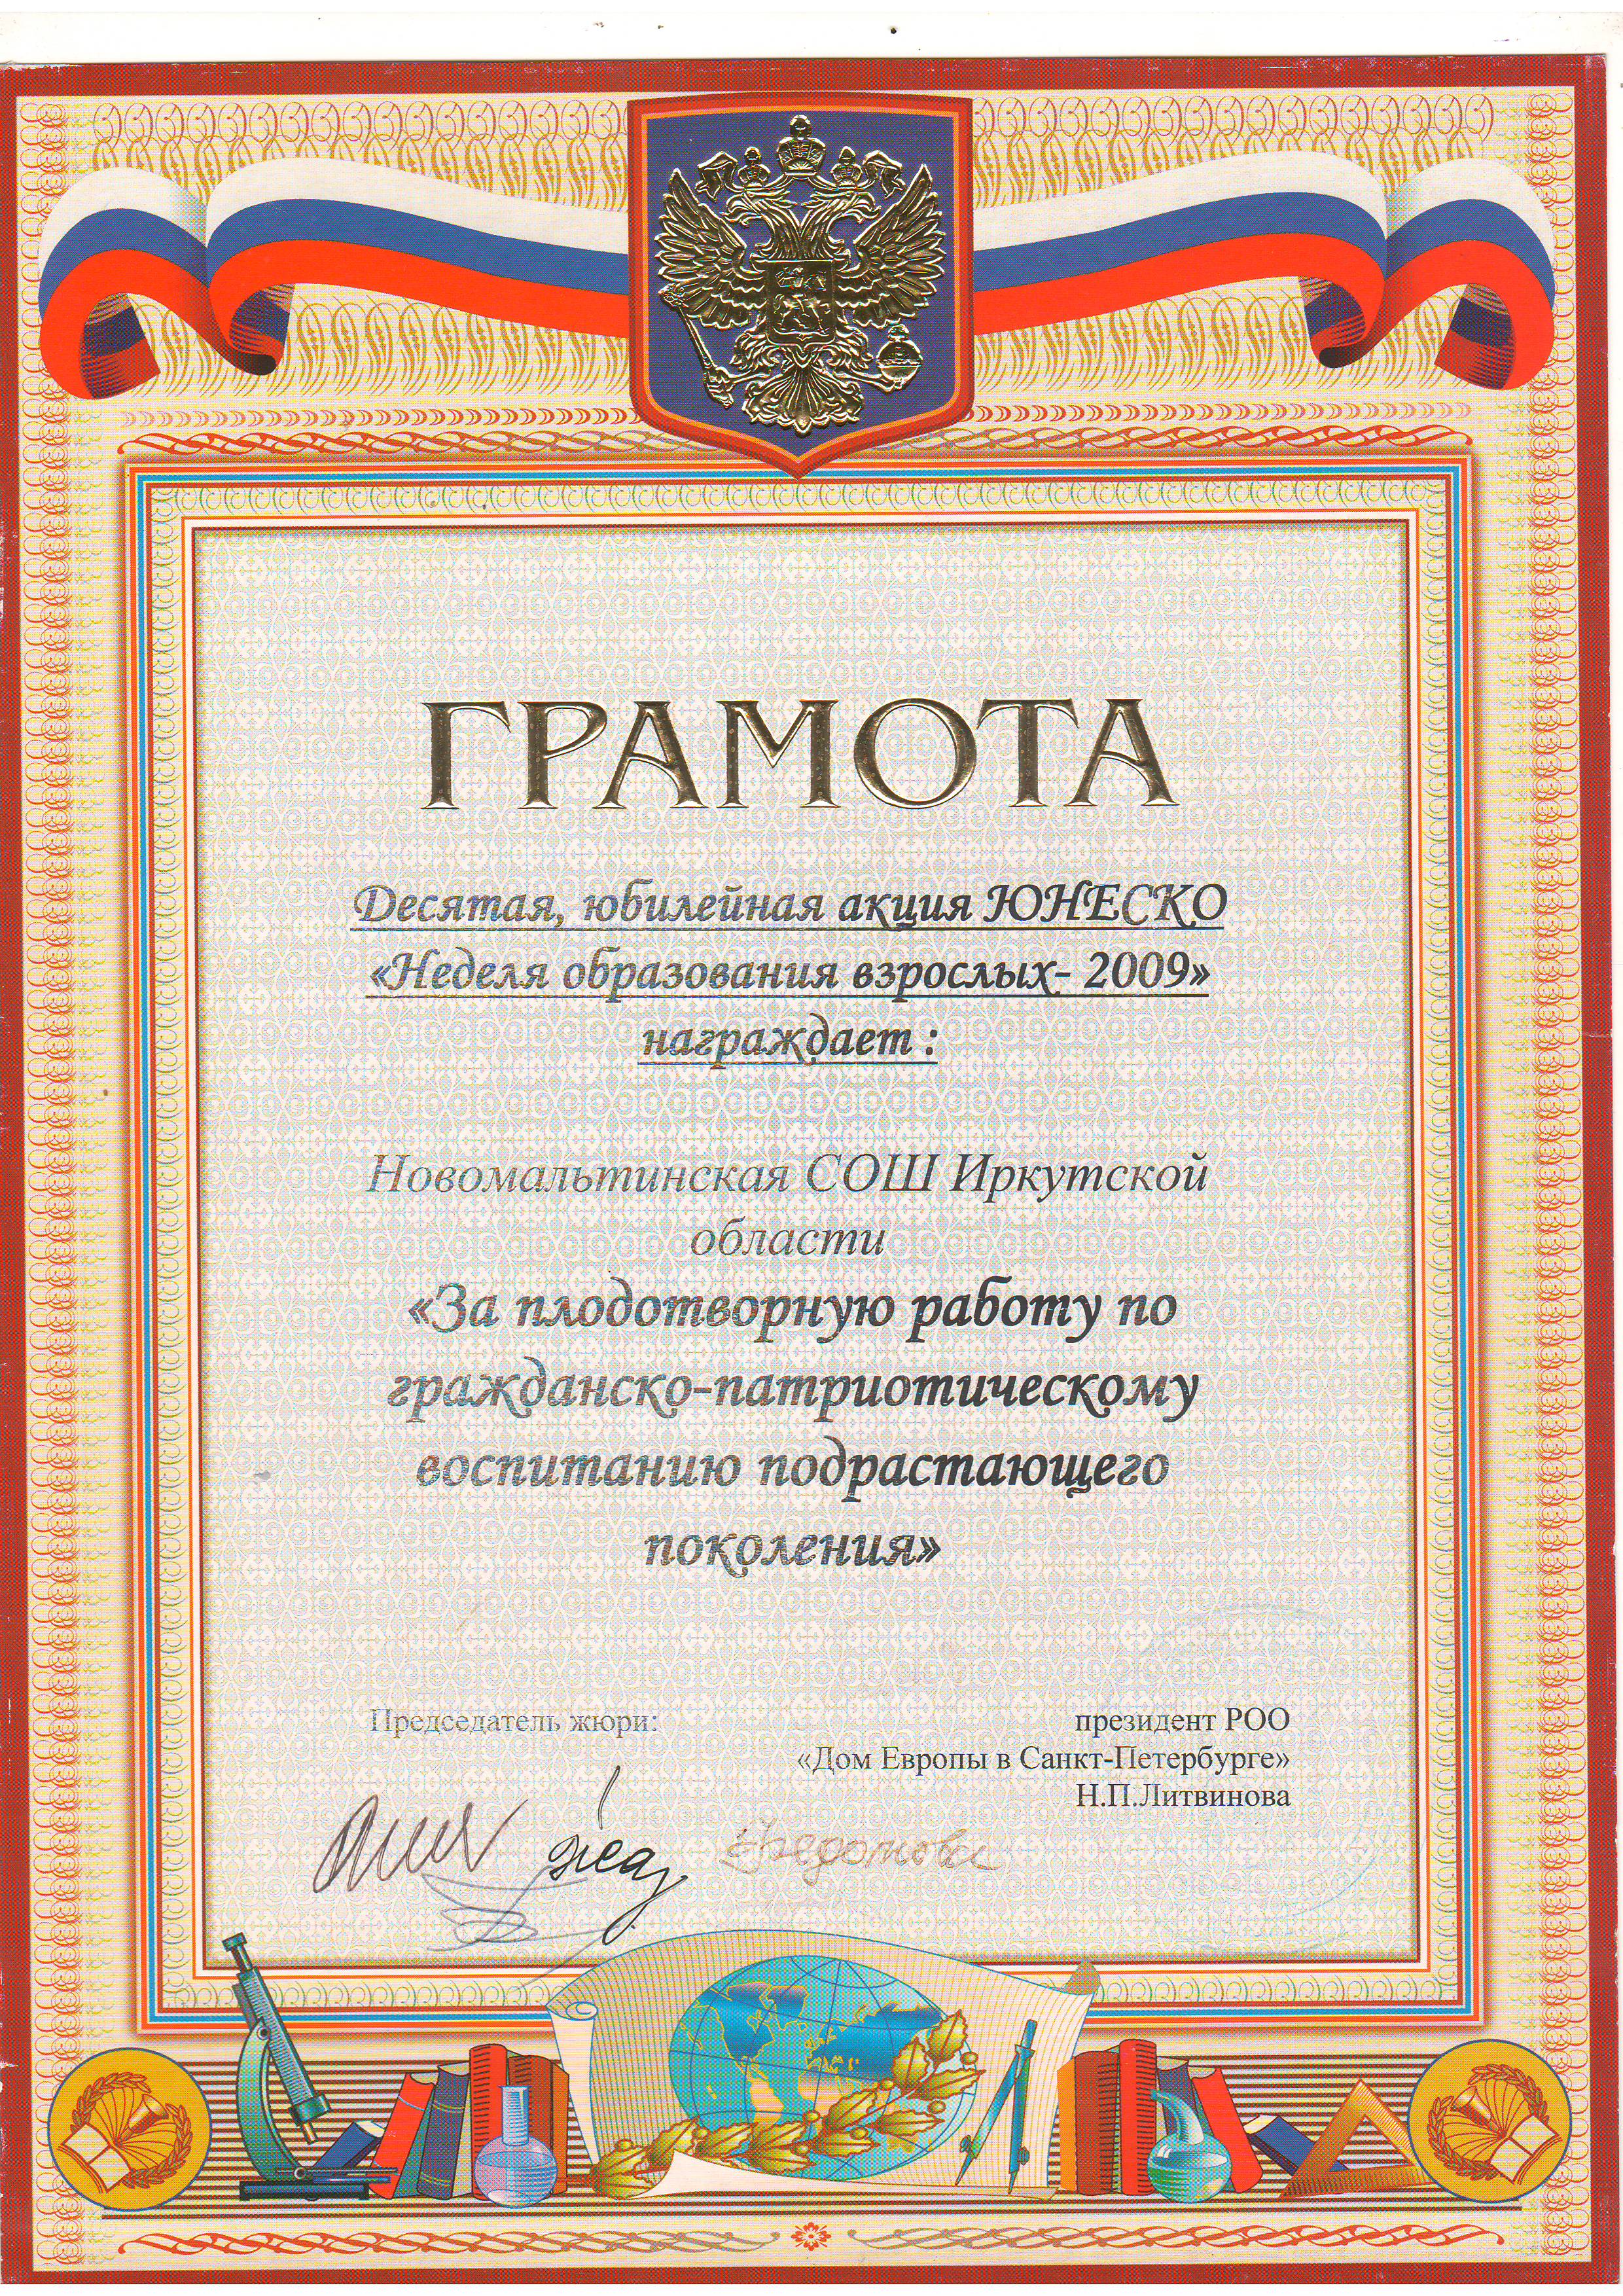 ГРАМОТА
Десятая, юбилейная акция ЮНЕСКО
«Неделя образования взрослых- 2009»
награждает :
Новомальтинская СОШ Иркутской
области
«За плодотворную работу по
гражданско-патриотическому
воспитанию подрастающего
поколения»
Председатель жюри:
президент РОО
«Дом Европы в Санкт-Петербурге»
Н.П.Литвинова